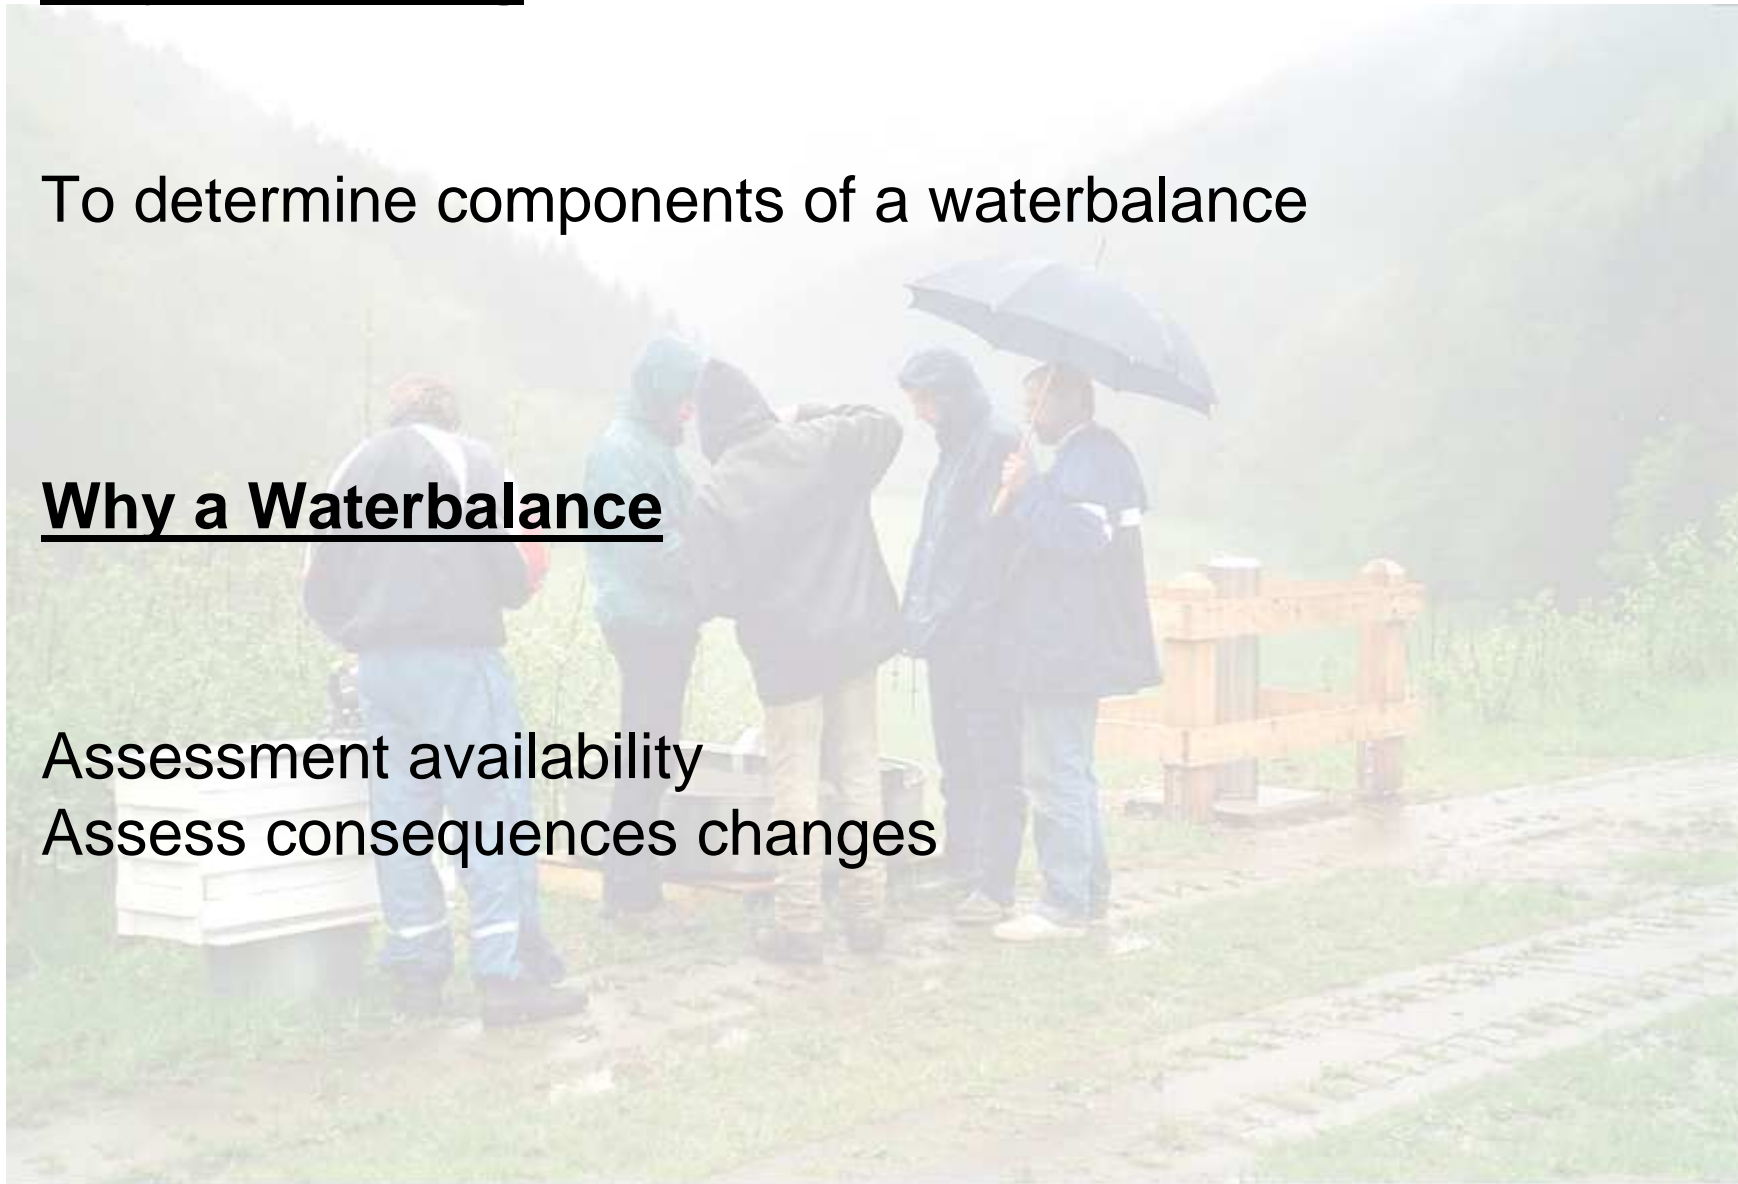 To determine components of a waterbalance
Why a Waterbalance
Assessment availability
Assess consequences changes